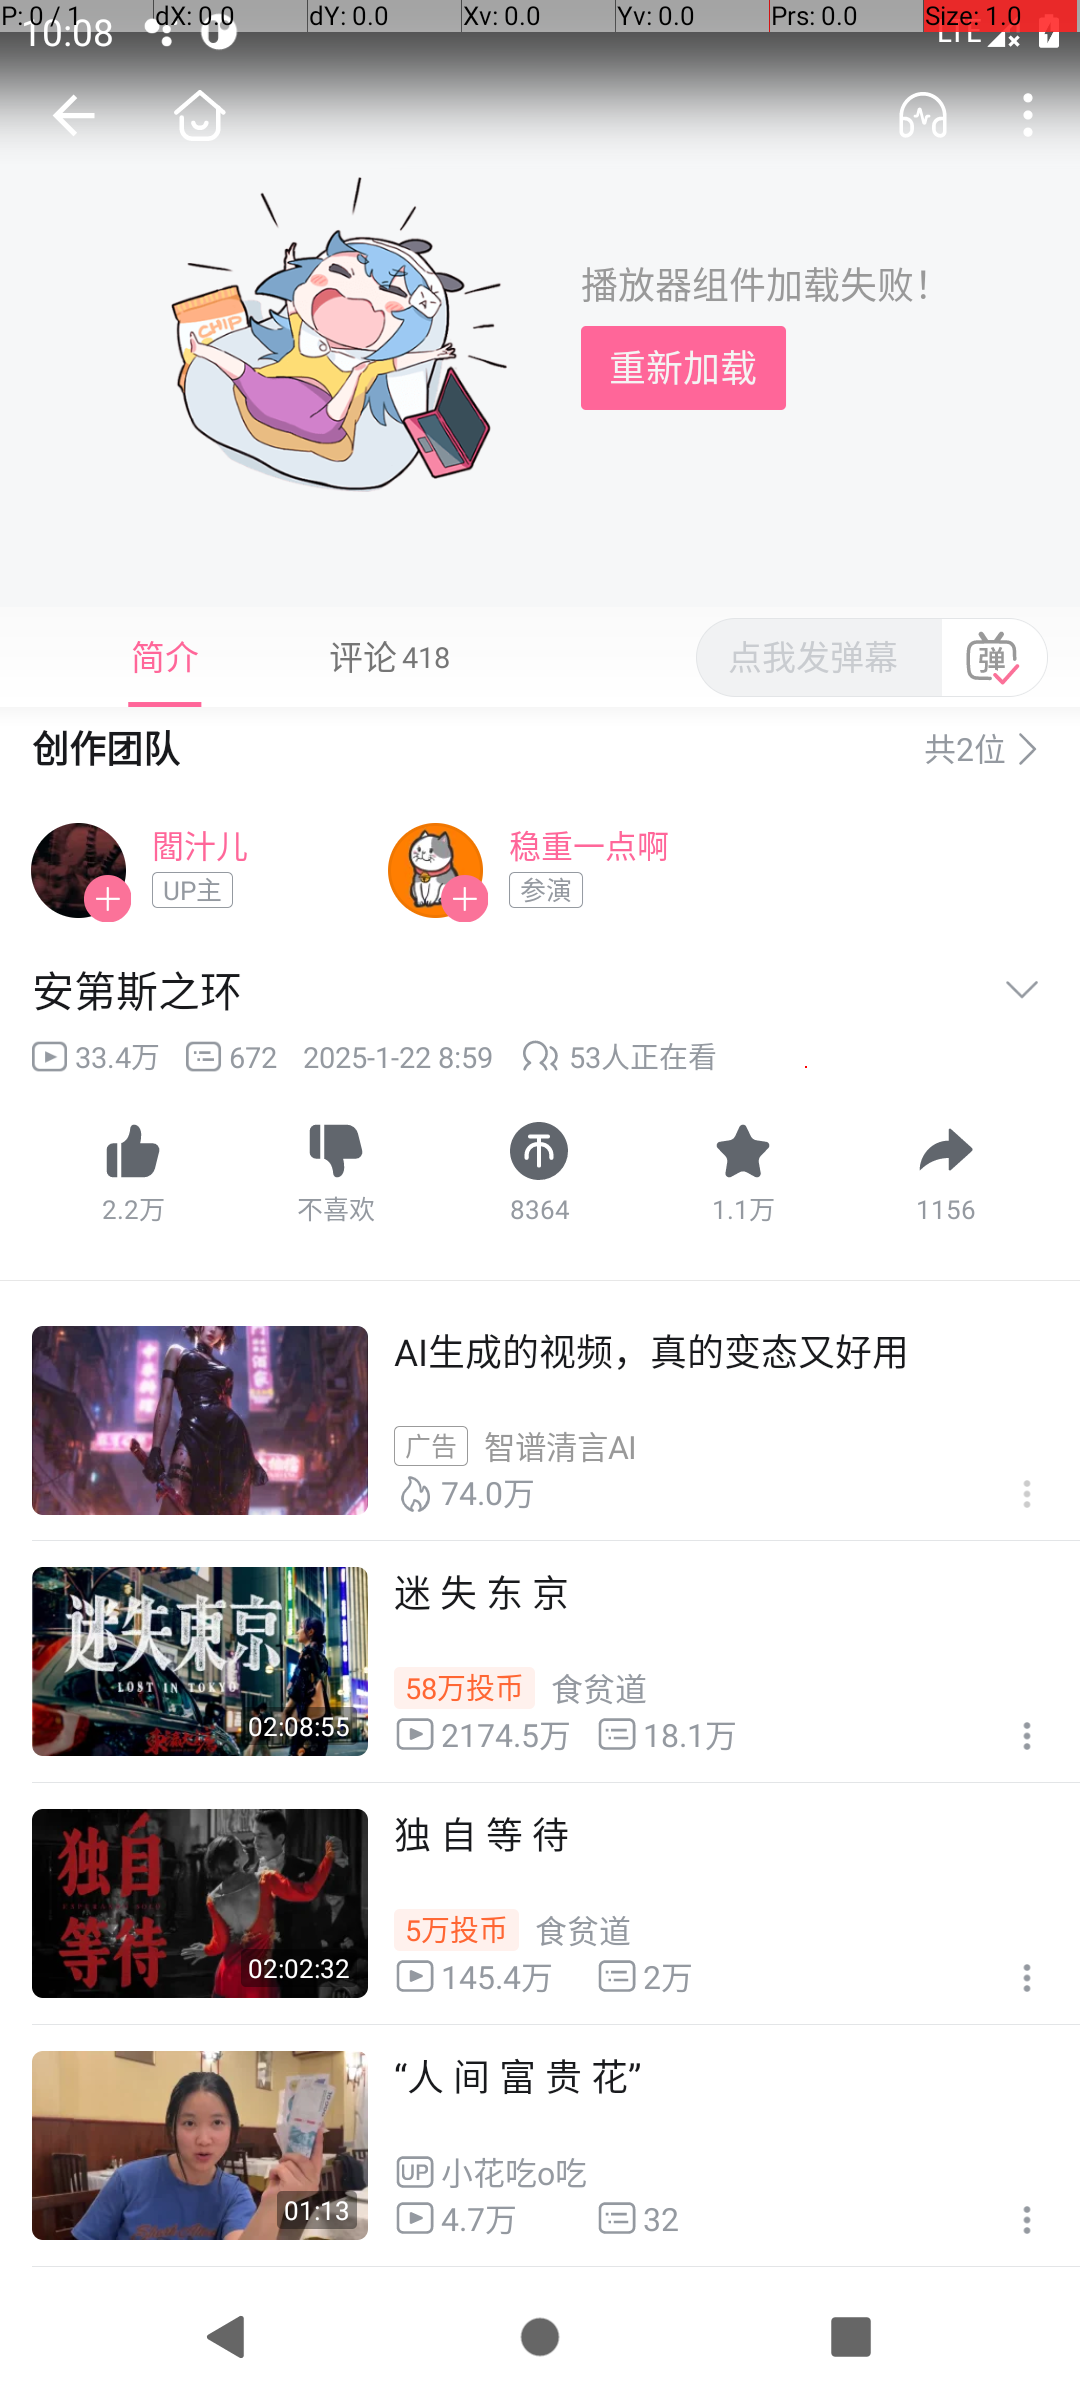 P: 0 / 1 dX: 0.0 dY: 0.0 Xv: 0.0 Yv: 0.0 Prs: 0.0 Size: 1.0
10:08 LTE
CHIP
播放器组件加载失败！
重新加载
简介 评论 418 点我发弹幕 弹
创作团队 共2位
閻汁儿 稳重一点啊
UP主 参演
安第斯之环
33.4万 672 2025-1-22 8:59 53人正在看
2.2万 不喜欢 8364 1.1万 1156
AI生成的视频，真的变态又好用
广告 智谱清言AI
74.0万
迷失東京
LOST IN TOKYO
02:08:55
迷 失 东 京
58万投币 食贫道
2174.5万 18.1万
独自
等待
02:02:32
独 自 等 待
5万投币 食贫道
145.4万 2万
01:13
“人 间 富 贵 花”
UP 小花吃o吃
4.7万 32